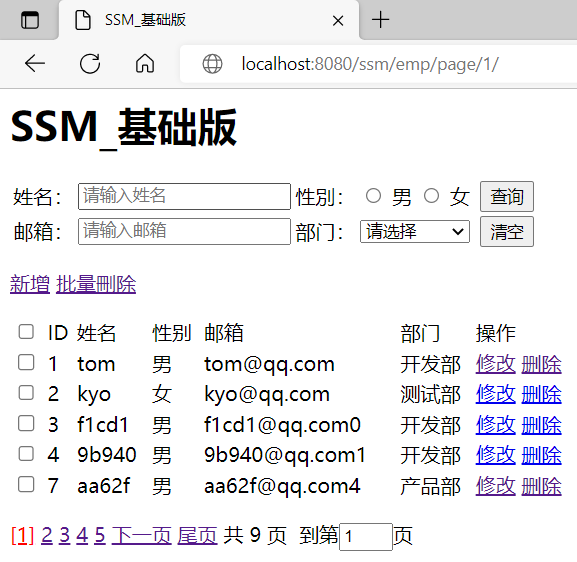 SSM_基础版
localhost:8080/ssm/emp/page/1/
SSM_基础版
姓名： 请输入姓名 性别： 男 女 查询
邮箱： 请输入邮箱 部门： 请选择 清空
新增 批量删除
ID 姓名 性别 邮箱 部门 操作
1 tom 男 tom@qq.com 开发部 修改 删除
2 kyo 女 kyo@qq.com 测试部 修改 删除
3 f1cd1 男 f1cd1@qq.com0 开发部 修改 删除
4 9b940 男 9b940@qq.com1 开发部 修改 删除
7 aa62f 男 aa62f@qq.com4 产品部 修改 删除
[1] 2 3 4 5 下一页 尾页 共 9 页 到第 1 页